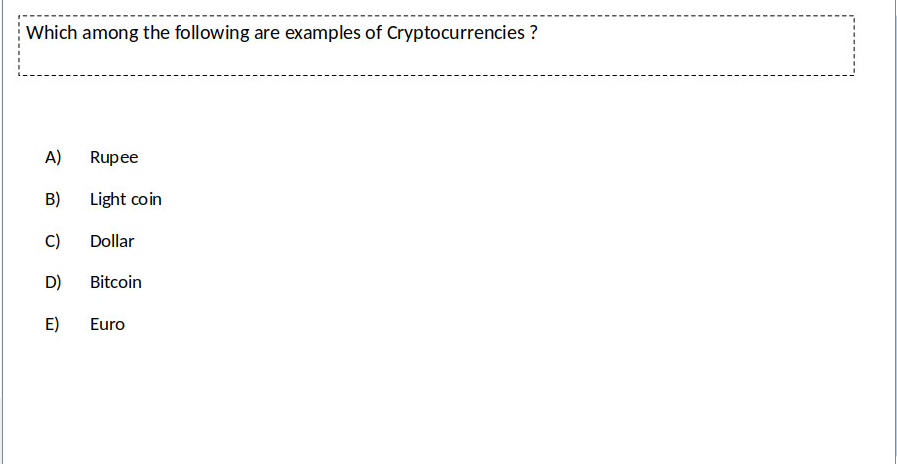 Which among the following are examples of Cryptocurrencies ?
A) Rupee
B) Light coin
C) Dollar
D) Bitcoin
E) Euro